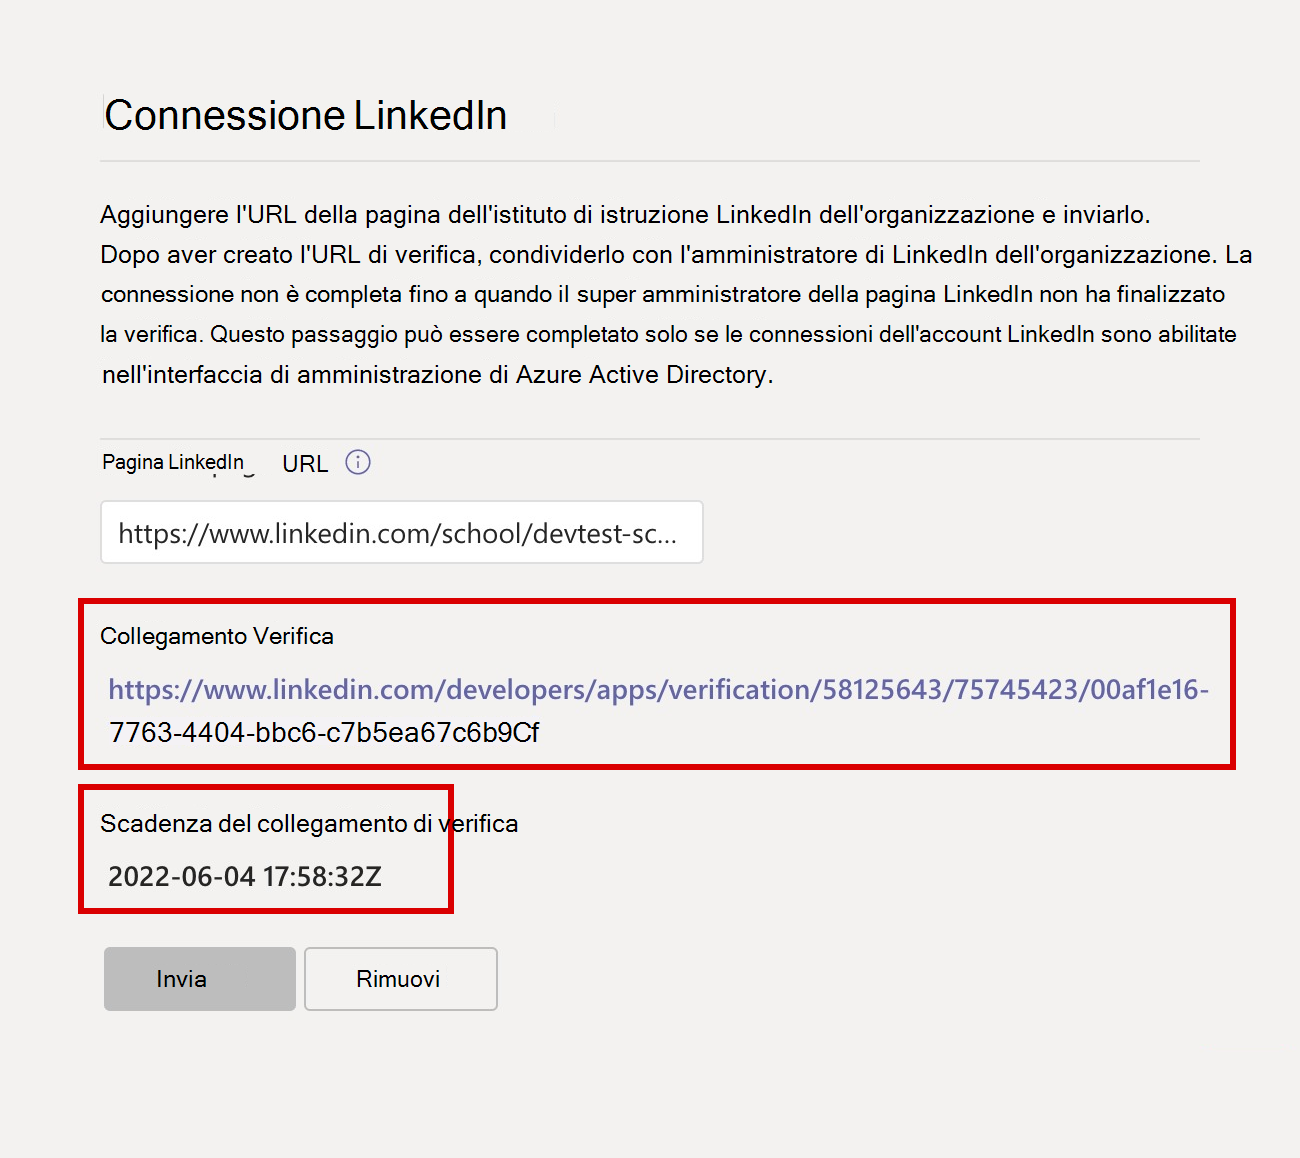 Connessione LinkedIn
Aggiungere l'URL della pagina dell'istituto di istruzione LinkedIn dell'organizzazione e inviarlo.
Dopo aver creato l'URL di verifica, condividerlo con l'amministratore di LinkedIn dell'organizzazione. La
connessione non è completa fino a quando il super amministratore della pagina LinkedIn non ha finalizzato
la verifica. Questo passaggio può essere completato solo se le connessioni dell'account LinkedIn sono abilitate
nell'interfaccia di amministrazione di Azure Active Directory.
Pagina LinkedIn URL
https://www.linkedin.com/school/devtest-sc...
Collegamento Verifica
https://www.linkedin.com/developers/apps/verification/58125643/75745423/00af1e16-
7763-4404-bbc6-c7b5ea67c6b9Cf
Scadenza del collegamento di verifica
2022-06-04 17:58:32Z
Invia Rimuovi